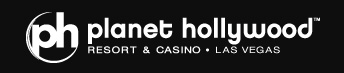 ph planet hollywood™
RESORT & CASINO • LAS VEGAS